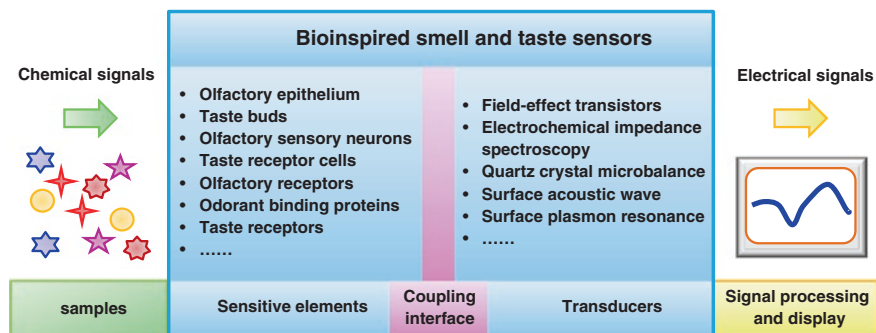 Bioinspired smell and taste sensors
Chemical signals
• Olfactory epithelium
• Taste buds
• Olfactory sensory neurons
• Taste receptor cells
• Olfactory receptors
• Odorant binding proteins
• Taste receptors
• ……
• Field-effect transistors
• Electrochemical impedance
spectroscopy
• Quartz crystal microbalance
• Surface acoustic wave
• Surface plasmon resonance
• ……
Electrical signals
samples
Sensitive elements
Coupling
interface
Transducers
Signal processing
and display